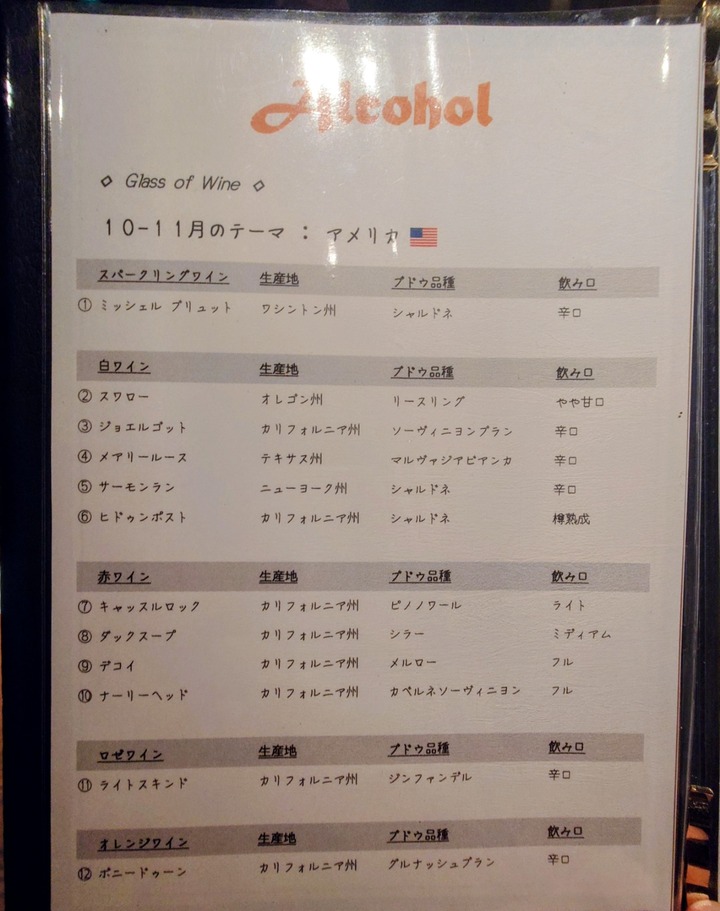 Alcohol
◇ Glass of Wine ◇
10-11月のテーマ : アメリカ
スパークリングワイン 生産地 ブドウ品種 飲み口
① ミッシェル ブリュット ワシントン州 シャルドネ 辛口
白ワイン 生産地 ブドウ品種 飲み口
② スワロー オレゴン州 リースリング やや甘口
③ ジョエルゴット カリフォルニア州 ソーヴィニヨンブラン 辛口
④ メアリールース テキサス州 マルヴァジアビアンカ 辛口
⑤ サーモンラン ニューヨーク州 シャルドネ 辛口
⑥ ヒドゥンポスト カリフォルニア州 シャルドネ 樽熟成
赤ワイン 生産地 ブドウ品種 飲み口
⑦ キャッスルロック カリフォルニア州 ピノノワール ライト
⑧ ダックスープ カリフォルニア州 シラー ミディアム
⑨ デコイ カリフォルニア州 メルロー フル
⑩ ナーリーヘッド カリフォルニア州 カベルネソーヴィニヨン フル
ロゼワイン 生産地 ブドウ品種 飲み口
⑪ ライトスキンド カリフォルニア州 ジンファンデル 辛口
オレンジワイン 生産地 ブドウ品種 飲み口
⑫ ボニードゥーン カリフォルニア州 グルナッシュブラン 辛口